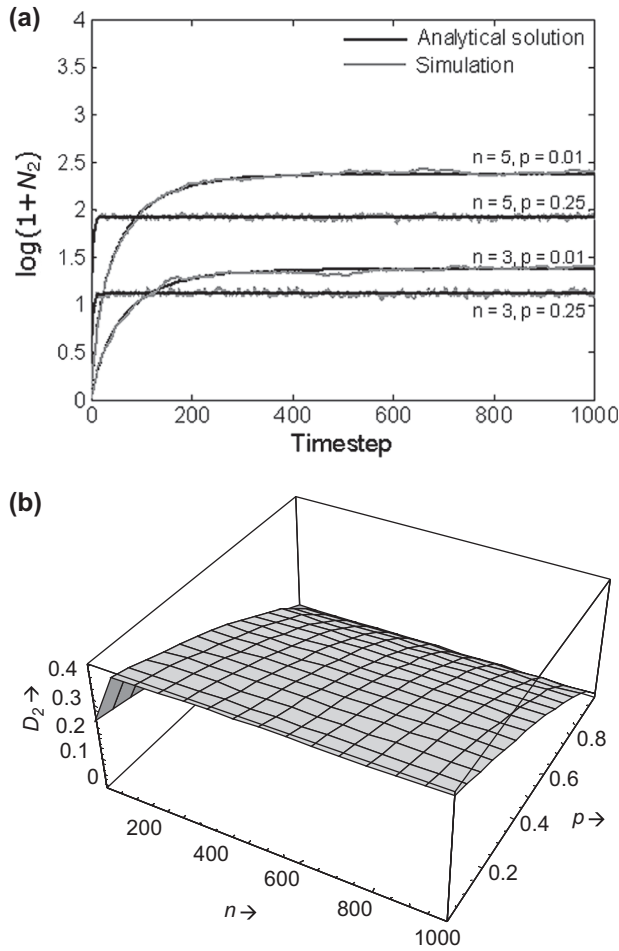 (a)
4
3.5
3
2.5
2
1.5
1
0.5
0
log(1+N₂)
Analytical solution
Simulation
n = 5, p = 0.01
n = 5, p = 0.25
n = 3, p = 0.01
n = 3, p = 0.25
0 200 400 600 800 1000
Timestep
(b)
0.4
0.3
0.2
0.1
0
D₂→
200
400
600
800
1000
n→
0.2
0.4
0.6
0.8
p→